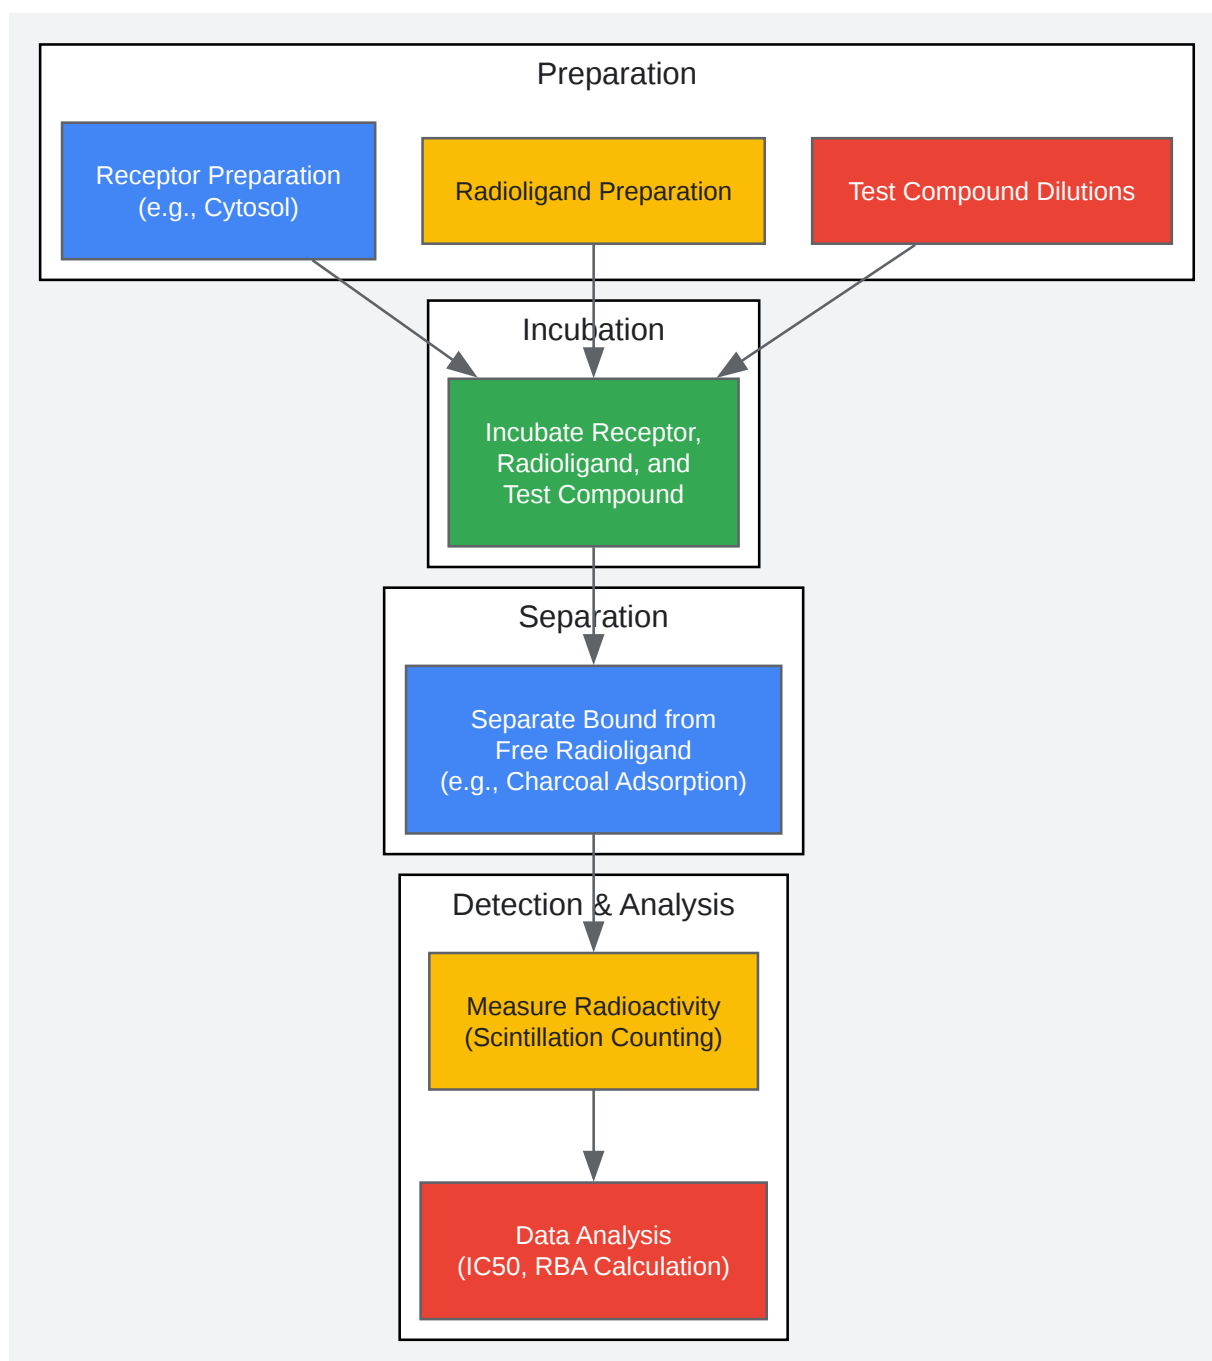 Preparation
Receptor Preparation
(e.g., Cytosol)
Radioligand Preparation
Test Compound Dilutions
Incubation
Incubate Receptor,
Radioligand, and
Test Compound
Separation
Separate Bound from
Free Radioligand
(e.g., Charcoal Adsorption)
Detection & Analysis
Measure Radioactivity
(Scintillation Counting)
Data Analysis
(IC50, RBA Calculation)